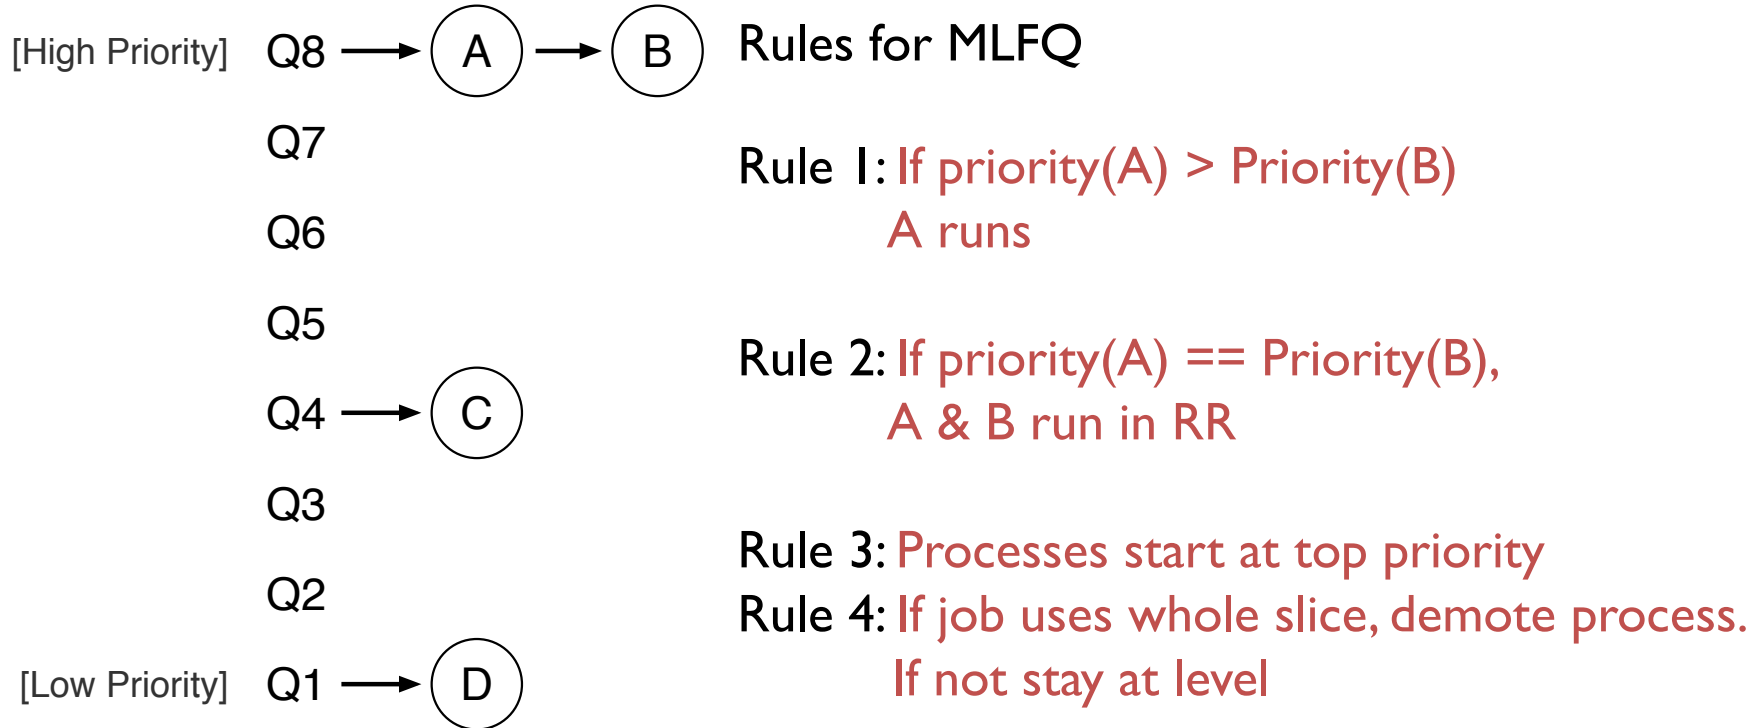 [High Priority] Q8 A B
Q7
Q6
Q5
Q4 C
Q3
Q2
[Low Priority] Q1 D
Rules for MLFQ
Rule 1: If priority(A) > Priority(B)
A runs
Rule 2: If priority(A) == Priority(B),
A & B run in RR
Rule 3: Processes start at top priority
Rule 4: If job uses whole slice, demote process.
If not stay at level